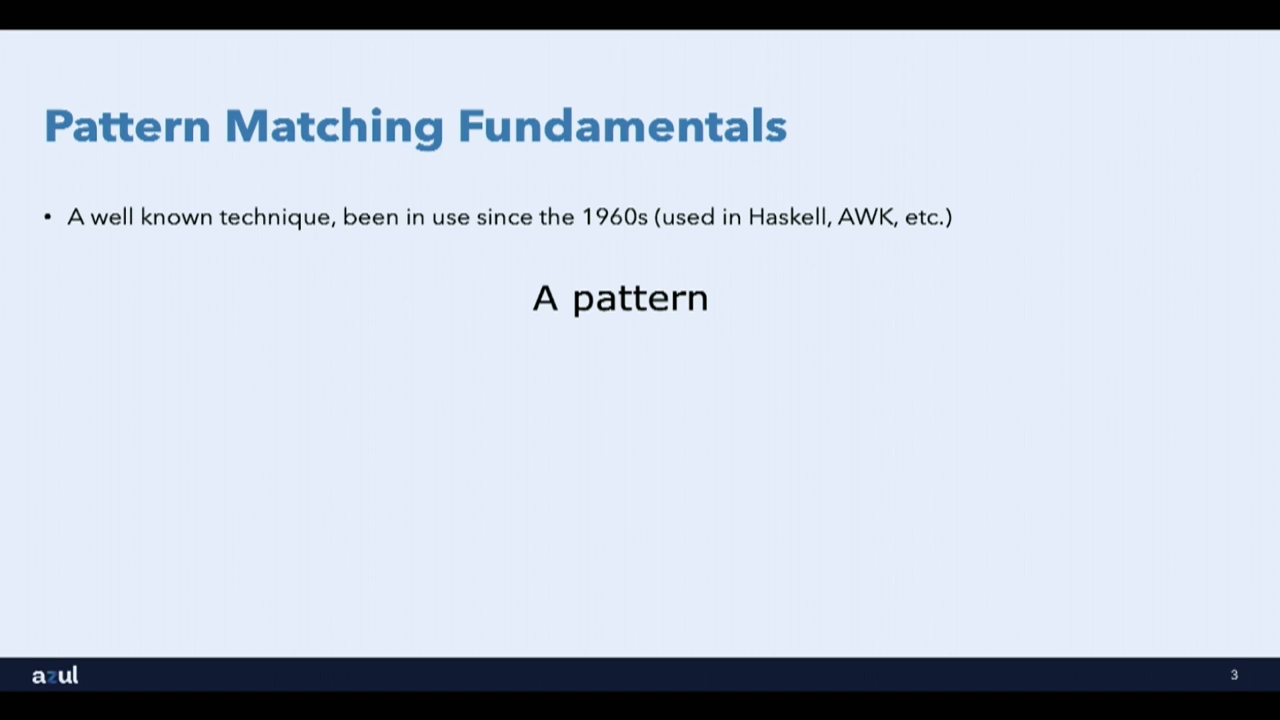 Pattern Matching Fundamentals
• A well known technique, been in use since the 1960s (used in Haskell, AWK, etc.)
A pattern
azul
3